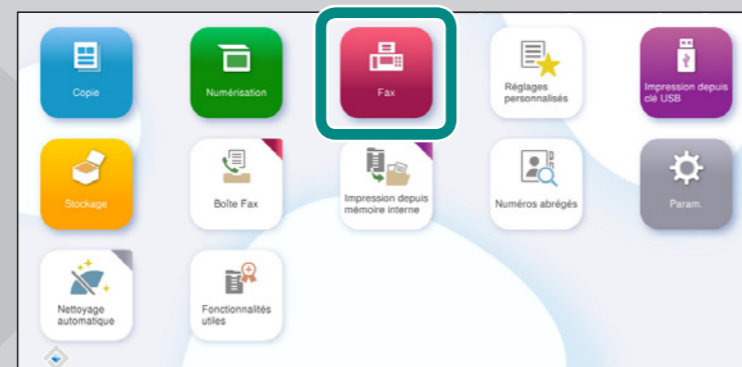 Copie
Numérisation
Fax
Réglages
personnalisés
Impression depuis
clé USB
Stockage
Boîte Fax
Impression depuis
mémoire interne
Numéros abrégés
Param.
Nettoyage
automatique
Fonctionnalités
utiles